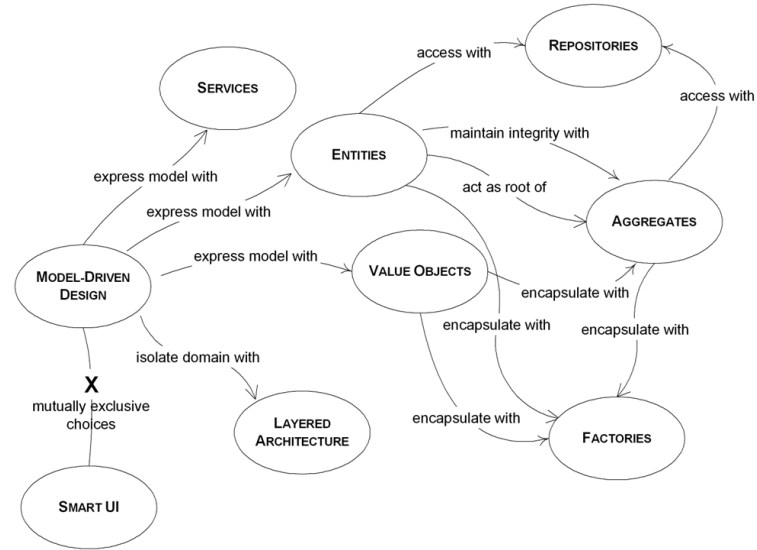 REPOSITORIES
access with
SERVICES
access with
maintain integrity with
ENTITIES
express model with
act as root of
express model with
AGGREGATES
express model with
VALUE OBJECTS
MODEL-DRIVEN
DESIGN
encapsulate with
encapsulate with
encapsulate with
isolate domain with
X
mutually exclusive
choices
encapsulate with
LAYERED
ARCHITECTURE
FACTORIES
SMART UI